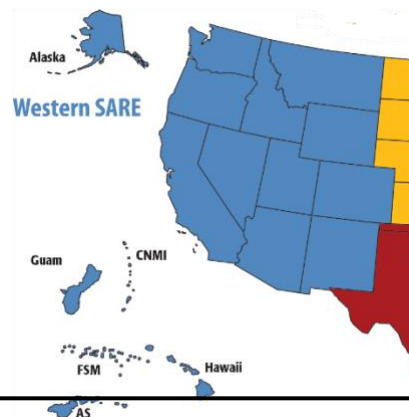 Alaska
Western SARE
Guam
CNMI
FSM
Hawaii
AS